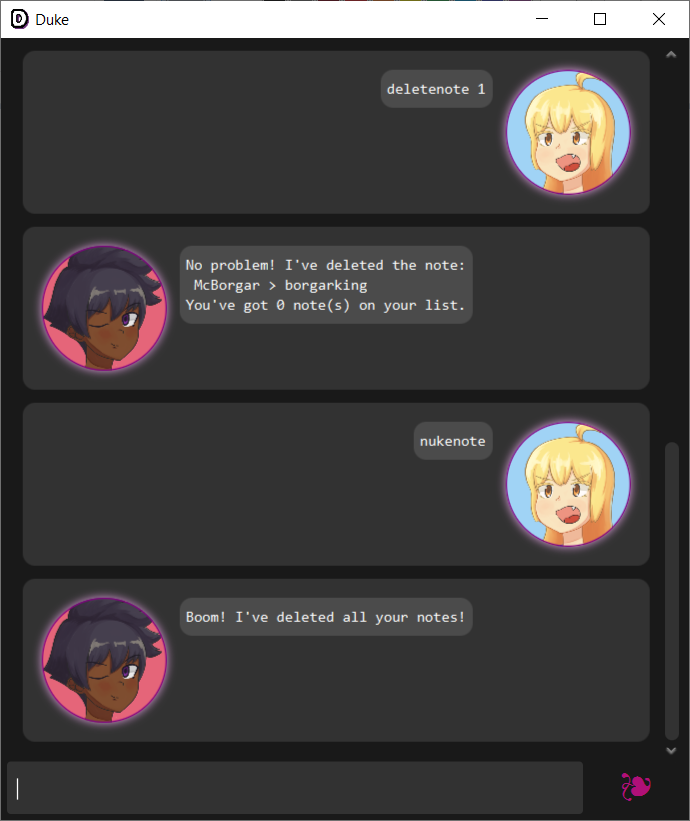 Duke
deletenote 1
No problem! I've deleted the note:
McBorgar > borgarking
You've got 0 note(s) on your list.
nukenote
Boom! I've deleted all your notes!